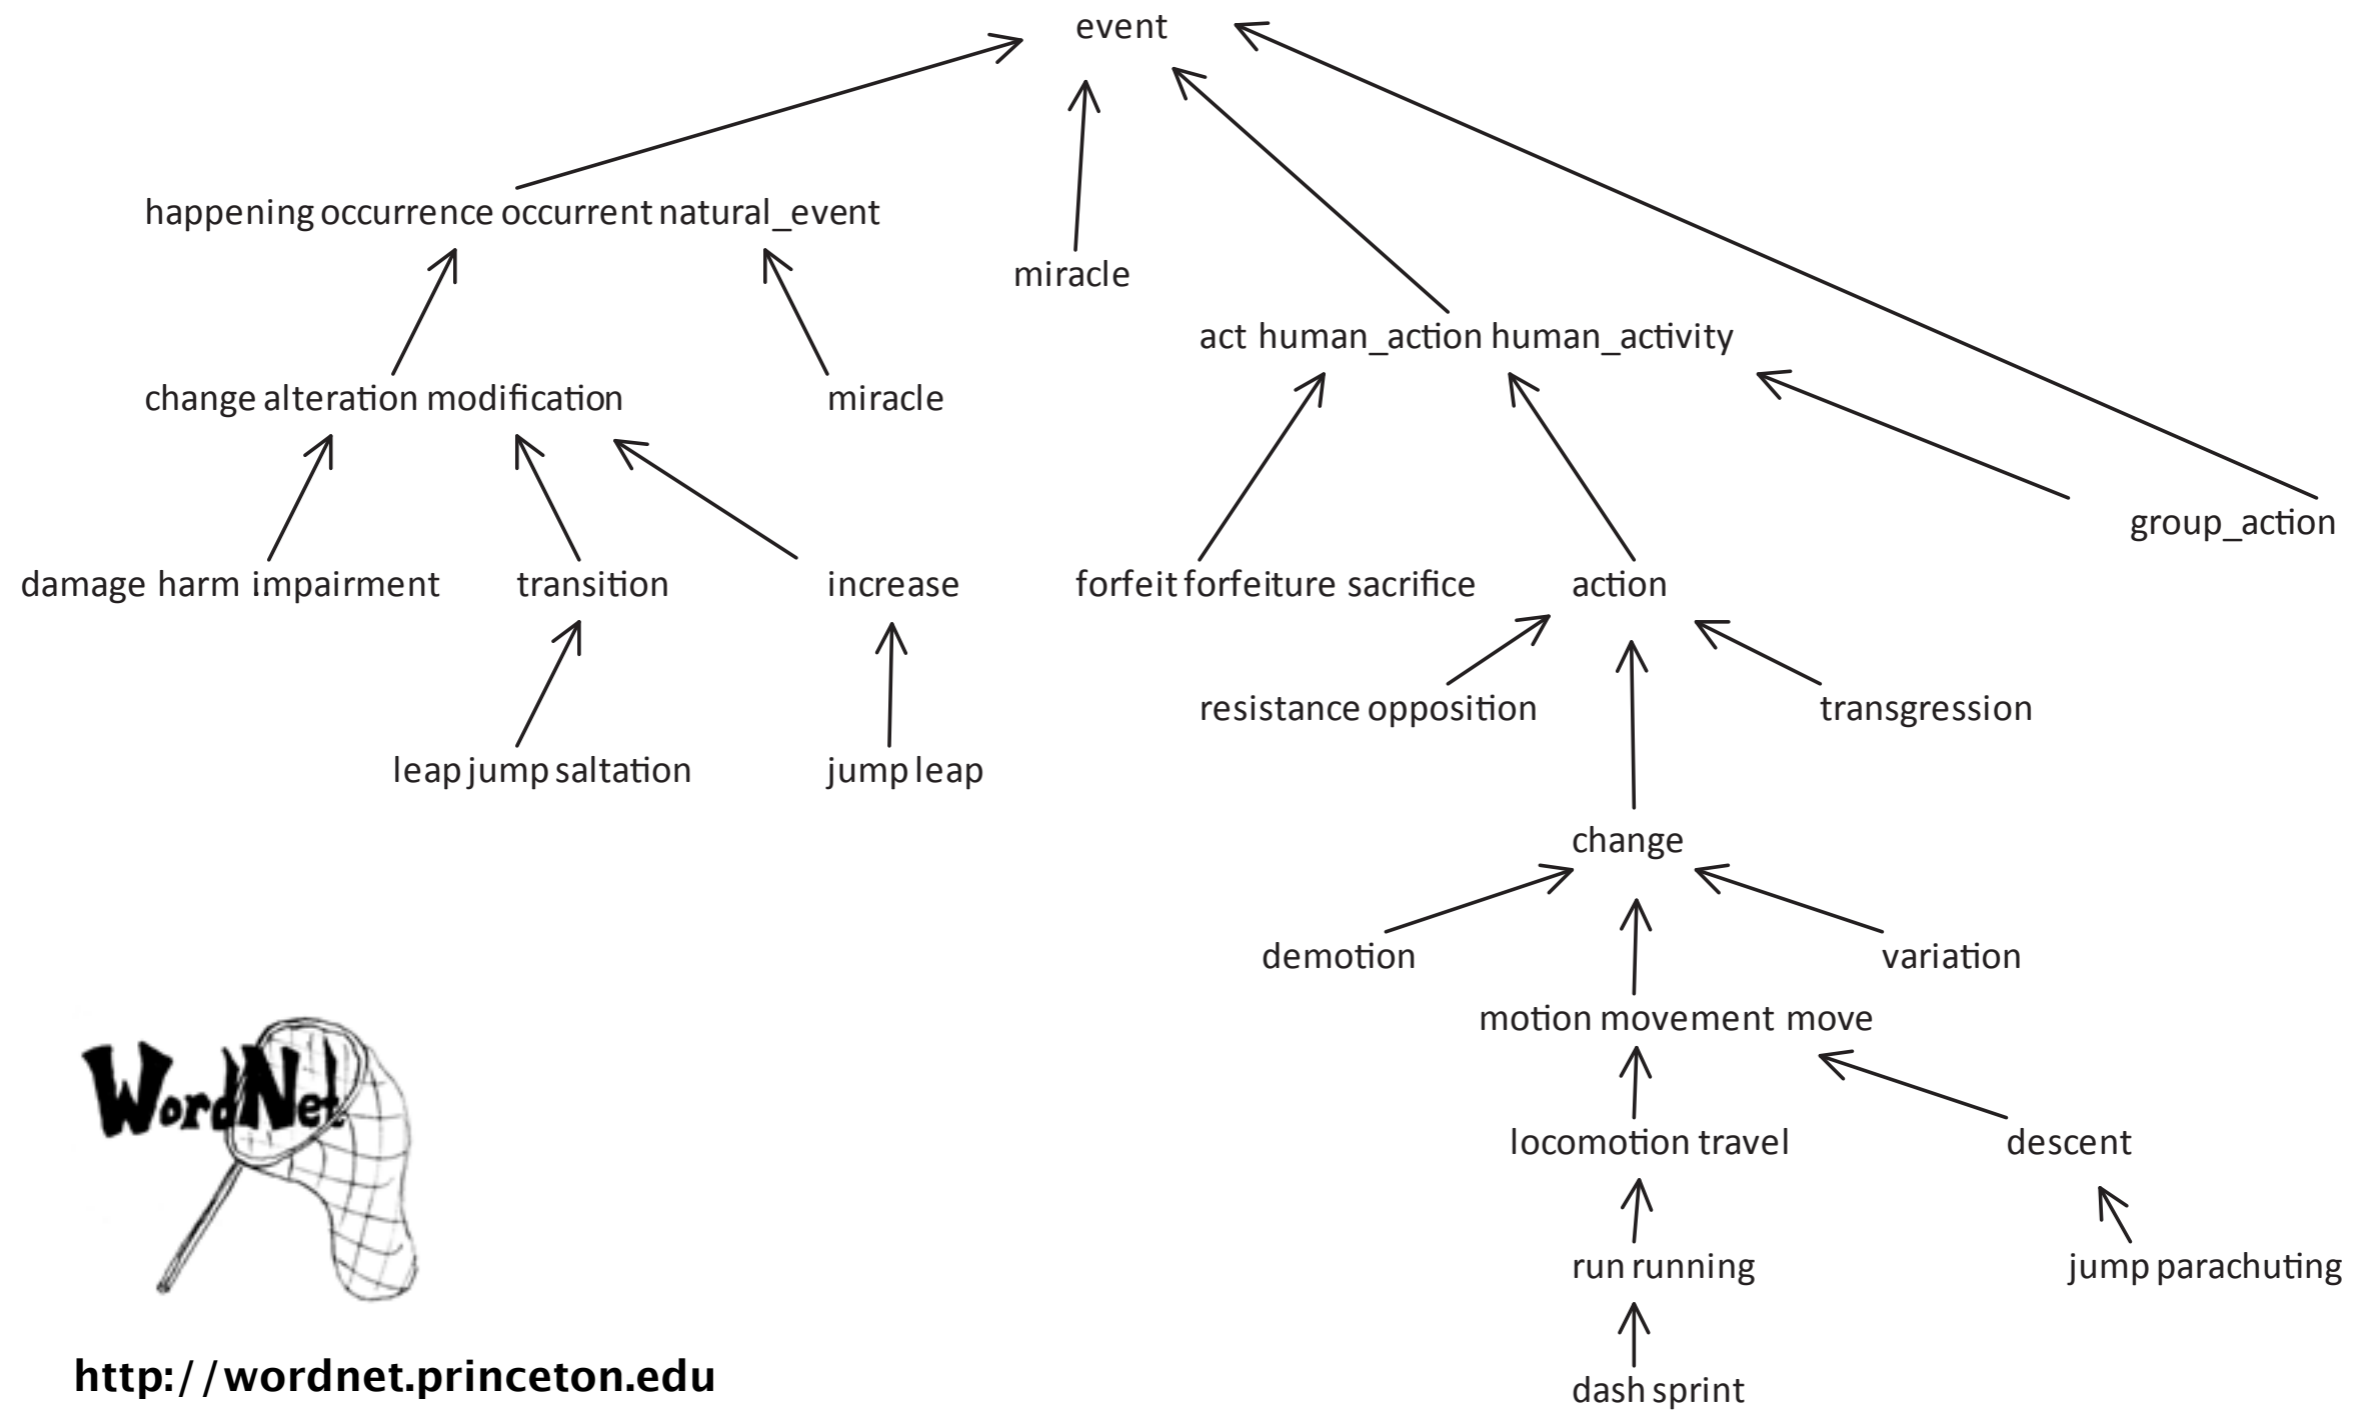 event
happening occurrence occurrent natural_event
miracle
act human_action human_activity
change alteration modification
miracle
group_action
damage harm impairment
transition
increase
forfeit forfeiture sacrifice
action
resistance opposition
transgression
leap jump saltation
jump leap
change
demotion
variation
motion movement move
WordNet
locomotion travel
descent
run running
jump parachuting
http://wordnet.princeton.edu
dash sprint